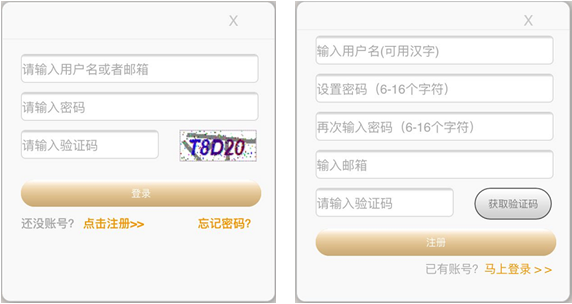 X
请输入用户名或者邮箱
请输入密码
请输入验证码
T8D20
登录
还没账号? 点击注册>> 忘记密码?
X
输入用户名(可用汉字)
设置密码（6-16个字符）
再次输入密码（6-16个字符）
输入邮箱
请输入验证码 获取验证码
注册
已有账号? 马上登录 > >